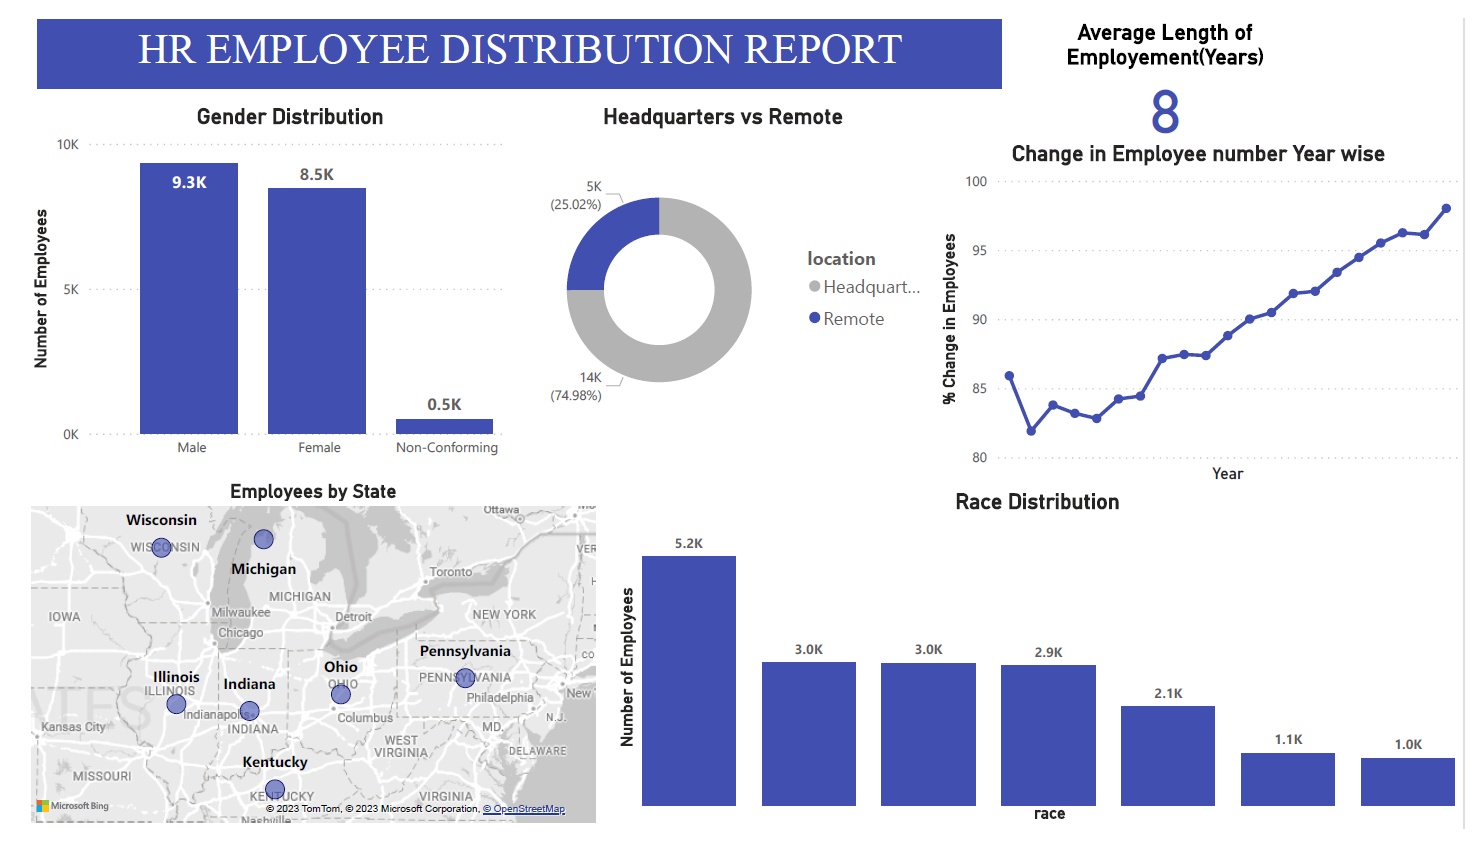 HR EMPLOYEE DISTRIBUTION REPORT
Average Length of
Employement(Years)
8
Gender Distribution
Number of Employees
10K
5K
0K
9.3K
8.5K
0.5K
Male
Female
Non-Conforming
Headquarters vs Remote
5K
(25.02%)
14K
(74.98%)
location
Headquart...
Remote
Change in Employee number Year wise
% Change in Employees
100
95
90
85
80
Year
Employees by State
Wisconsin
WISCONSIN
Michigan
MICHIGAN
Ottawa
Toronto
IOWA
Milwaukee
Detroit
NEW YORK
Chicago
Pennsylvania
PENNSYLVANIA
Ohio
OHIO
Illinois
ILLINOIS
Indiana
Indianapolis
INDIANA
Philadelphia
New
Columbus
N.J.
Kansas City
MD.
WEST
VIRGINIA
DELAWARE
Kentucky
KENTUCKY
MISSOURI
VIRGINIA
Nashville
Microsoft Bing
© 2023 TomTom, © 2023 Microsoft Corporation, © OpenStreetMap
Race Distribution
Number of Employees
5.2K
3.0K
3.0K
2.9K
2.1K
1.1K
1.0K
race